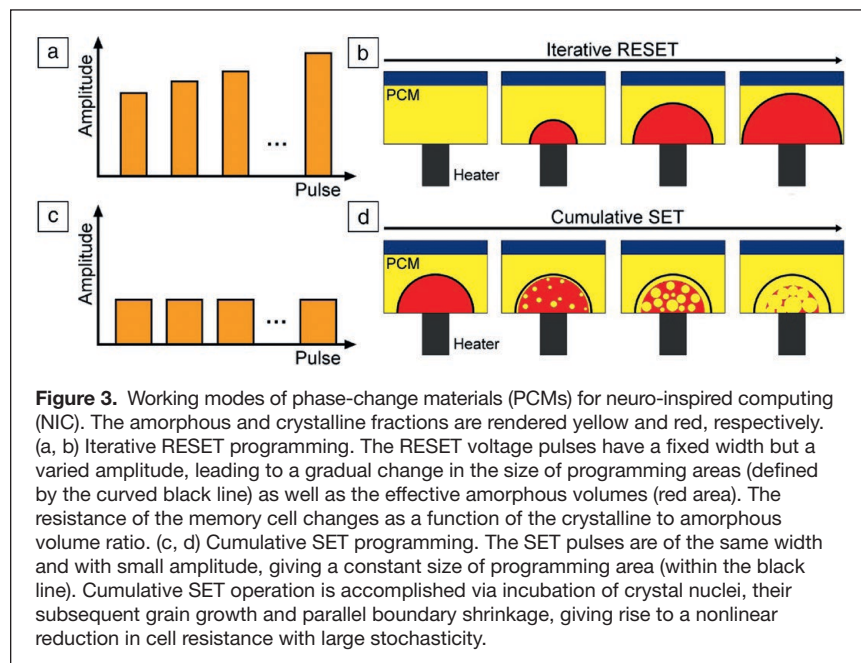 a
Amplitude
...
Pulse
b
Iterative RESET
PCM
Heater
c
Amplitude
...
Pulse
d
Cumulative SET
PCM
Heater
Figure 3. Working modes of phase-change materials (PCMs) for neuro-inspired computing
(NIC). The amorphous and crystalline fractions are rendered yellow and red, respectively.
(a, b) Iterative RESET programming. The RESET voltage pulses have a fixed width but a
varied amplitude, leading to a gradual change in the size of programming areas (defined
by the curved black line) as well as the effective amorphous volumes (red area). The
resistance of the memory cell changes as a function of the crystalline to amorphous
volume ratio. (c, d) Cumulative SET programming. The SET pulses are of the same width
and with small amplitude, giving a constant size of programming area (within the black
line). Cumulative SET operation is accomplished via incubation of crystal nuclei, their
subsequent grain growth and parallel boundary shrinkage, giving rise to a nonlinear
reduction in cell resistance with large stochasticity.